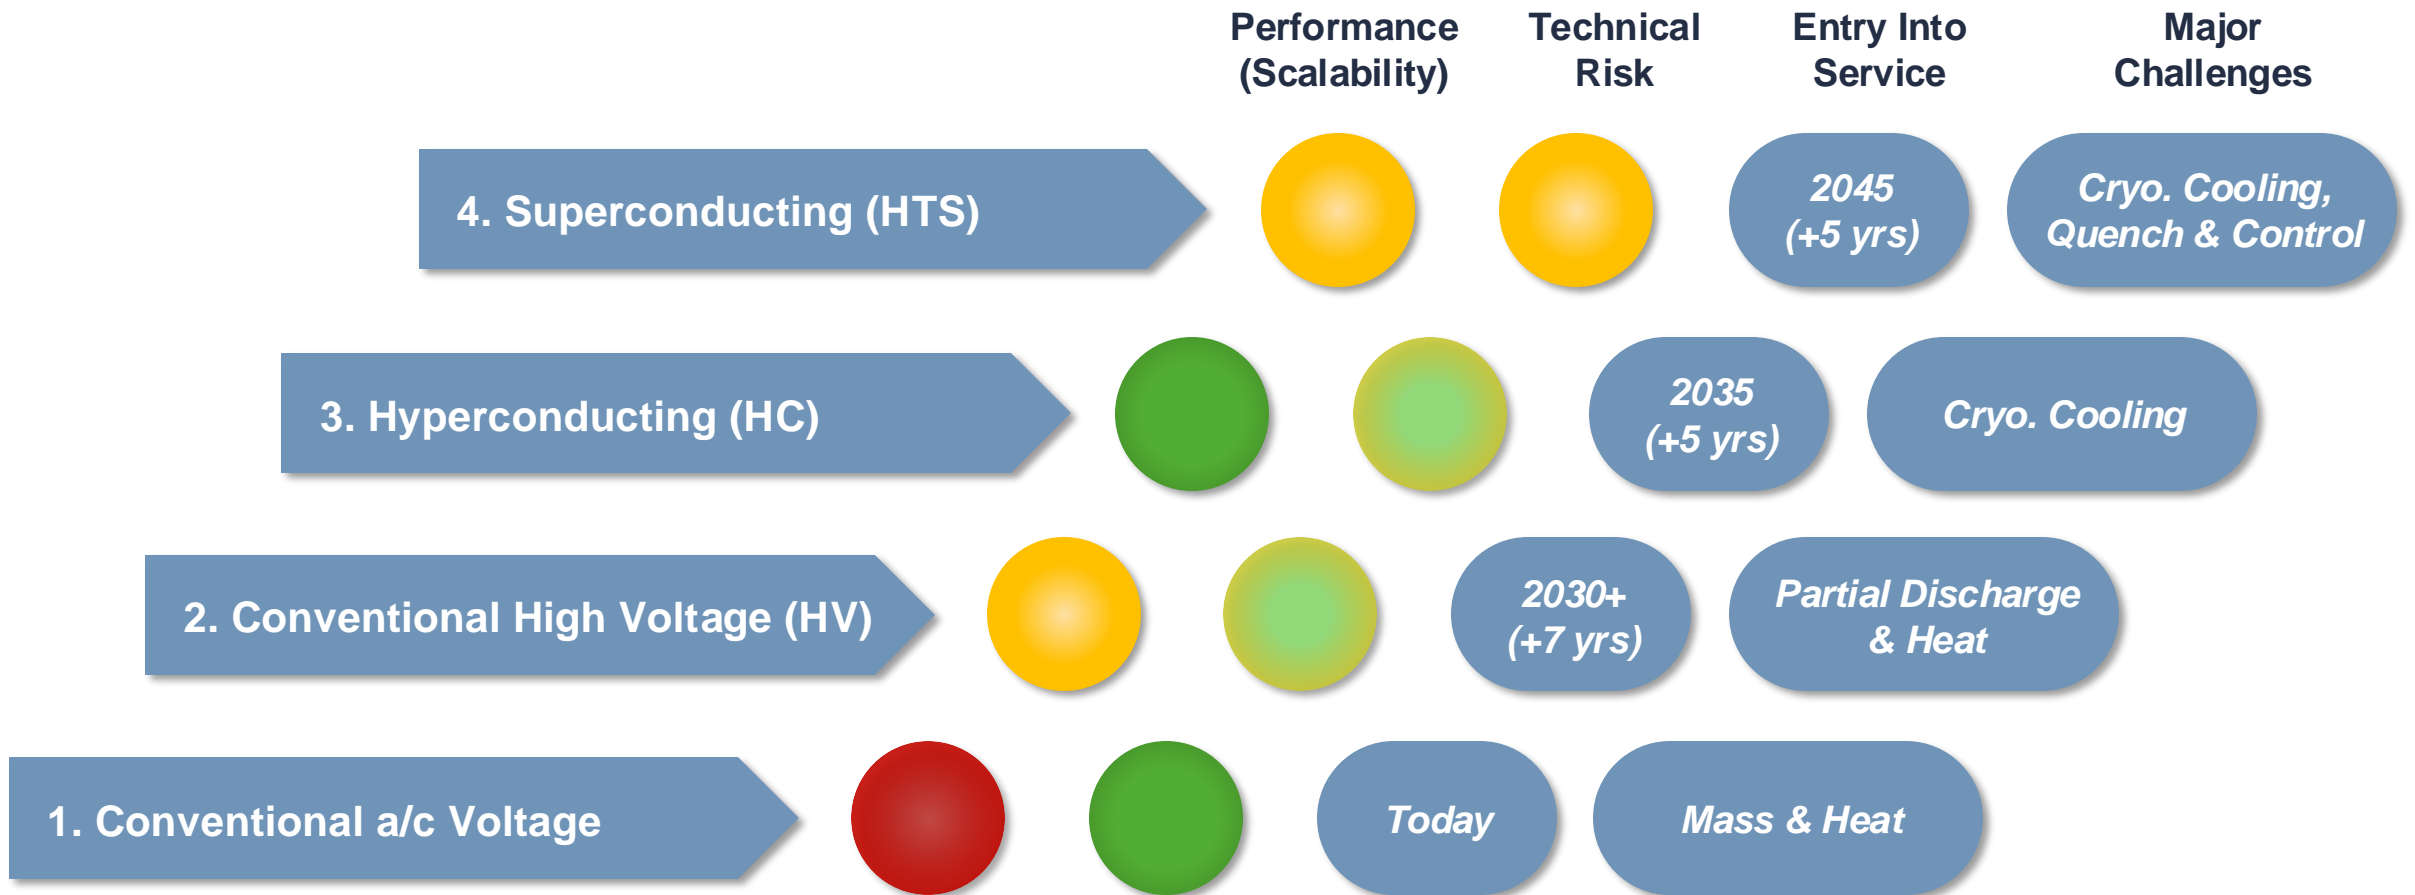 Performance
(Scalability)
Technical
Risk
Entry Into
Service
Major
Challenges
4. Superconducting (HTS)
2045
(+5 yrs)
Cryo. Cooling,
Quench & Control
3. Hyperconducting (HC)
2035
(+5 yrs)
Cryo. Cooling
2. Conventional High Voltage (HV)
2030+
(+7 yrs)
Partial Discharge
& Heat
1. Conventional a/c Voltage
Today
Mass & Heat